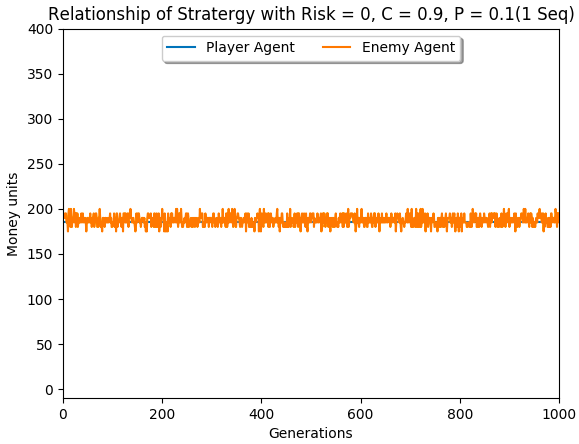 Relationship of Stratergy with Risk = 0, C = 0.9, P = 0.1(1 Seq)
Player Agent Enemy Agent
400
350
300
250
200
150
100
50
0
Money units
0 200 400 600 800 1000
Generations